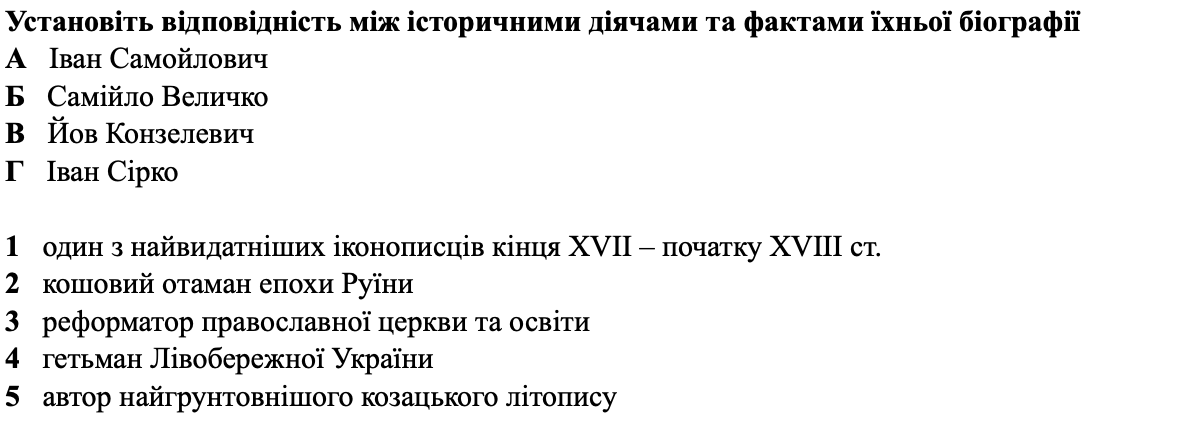 Установіть відповідність між історичними діячами та фактами їхньої біографії
А Іван Самойлович
Б Самійло Величко
В Йов Конзелевич
Г Іван Сірко
1 один з найвидатніших іконописців кінця XVII – початку XVIII ст.
2 кошовий отаман епохи Руїни
3 реформатор православної церкви та освіти
4 гетьман Лівобережної України
5 автор найгрунтовнішого козацького літопису